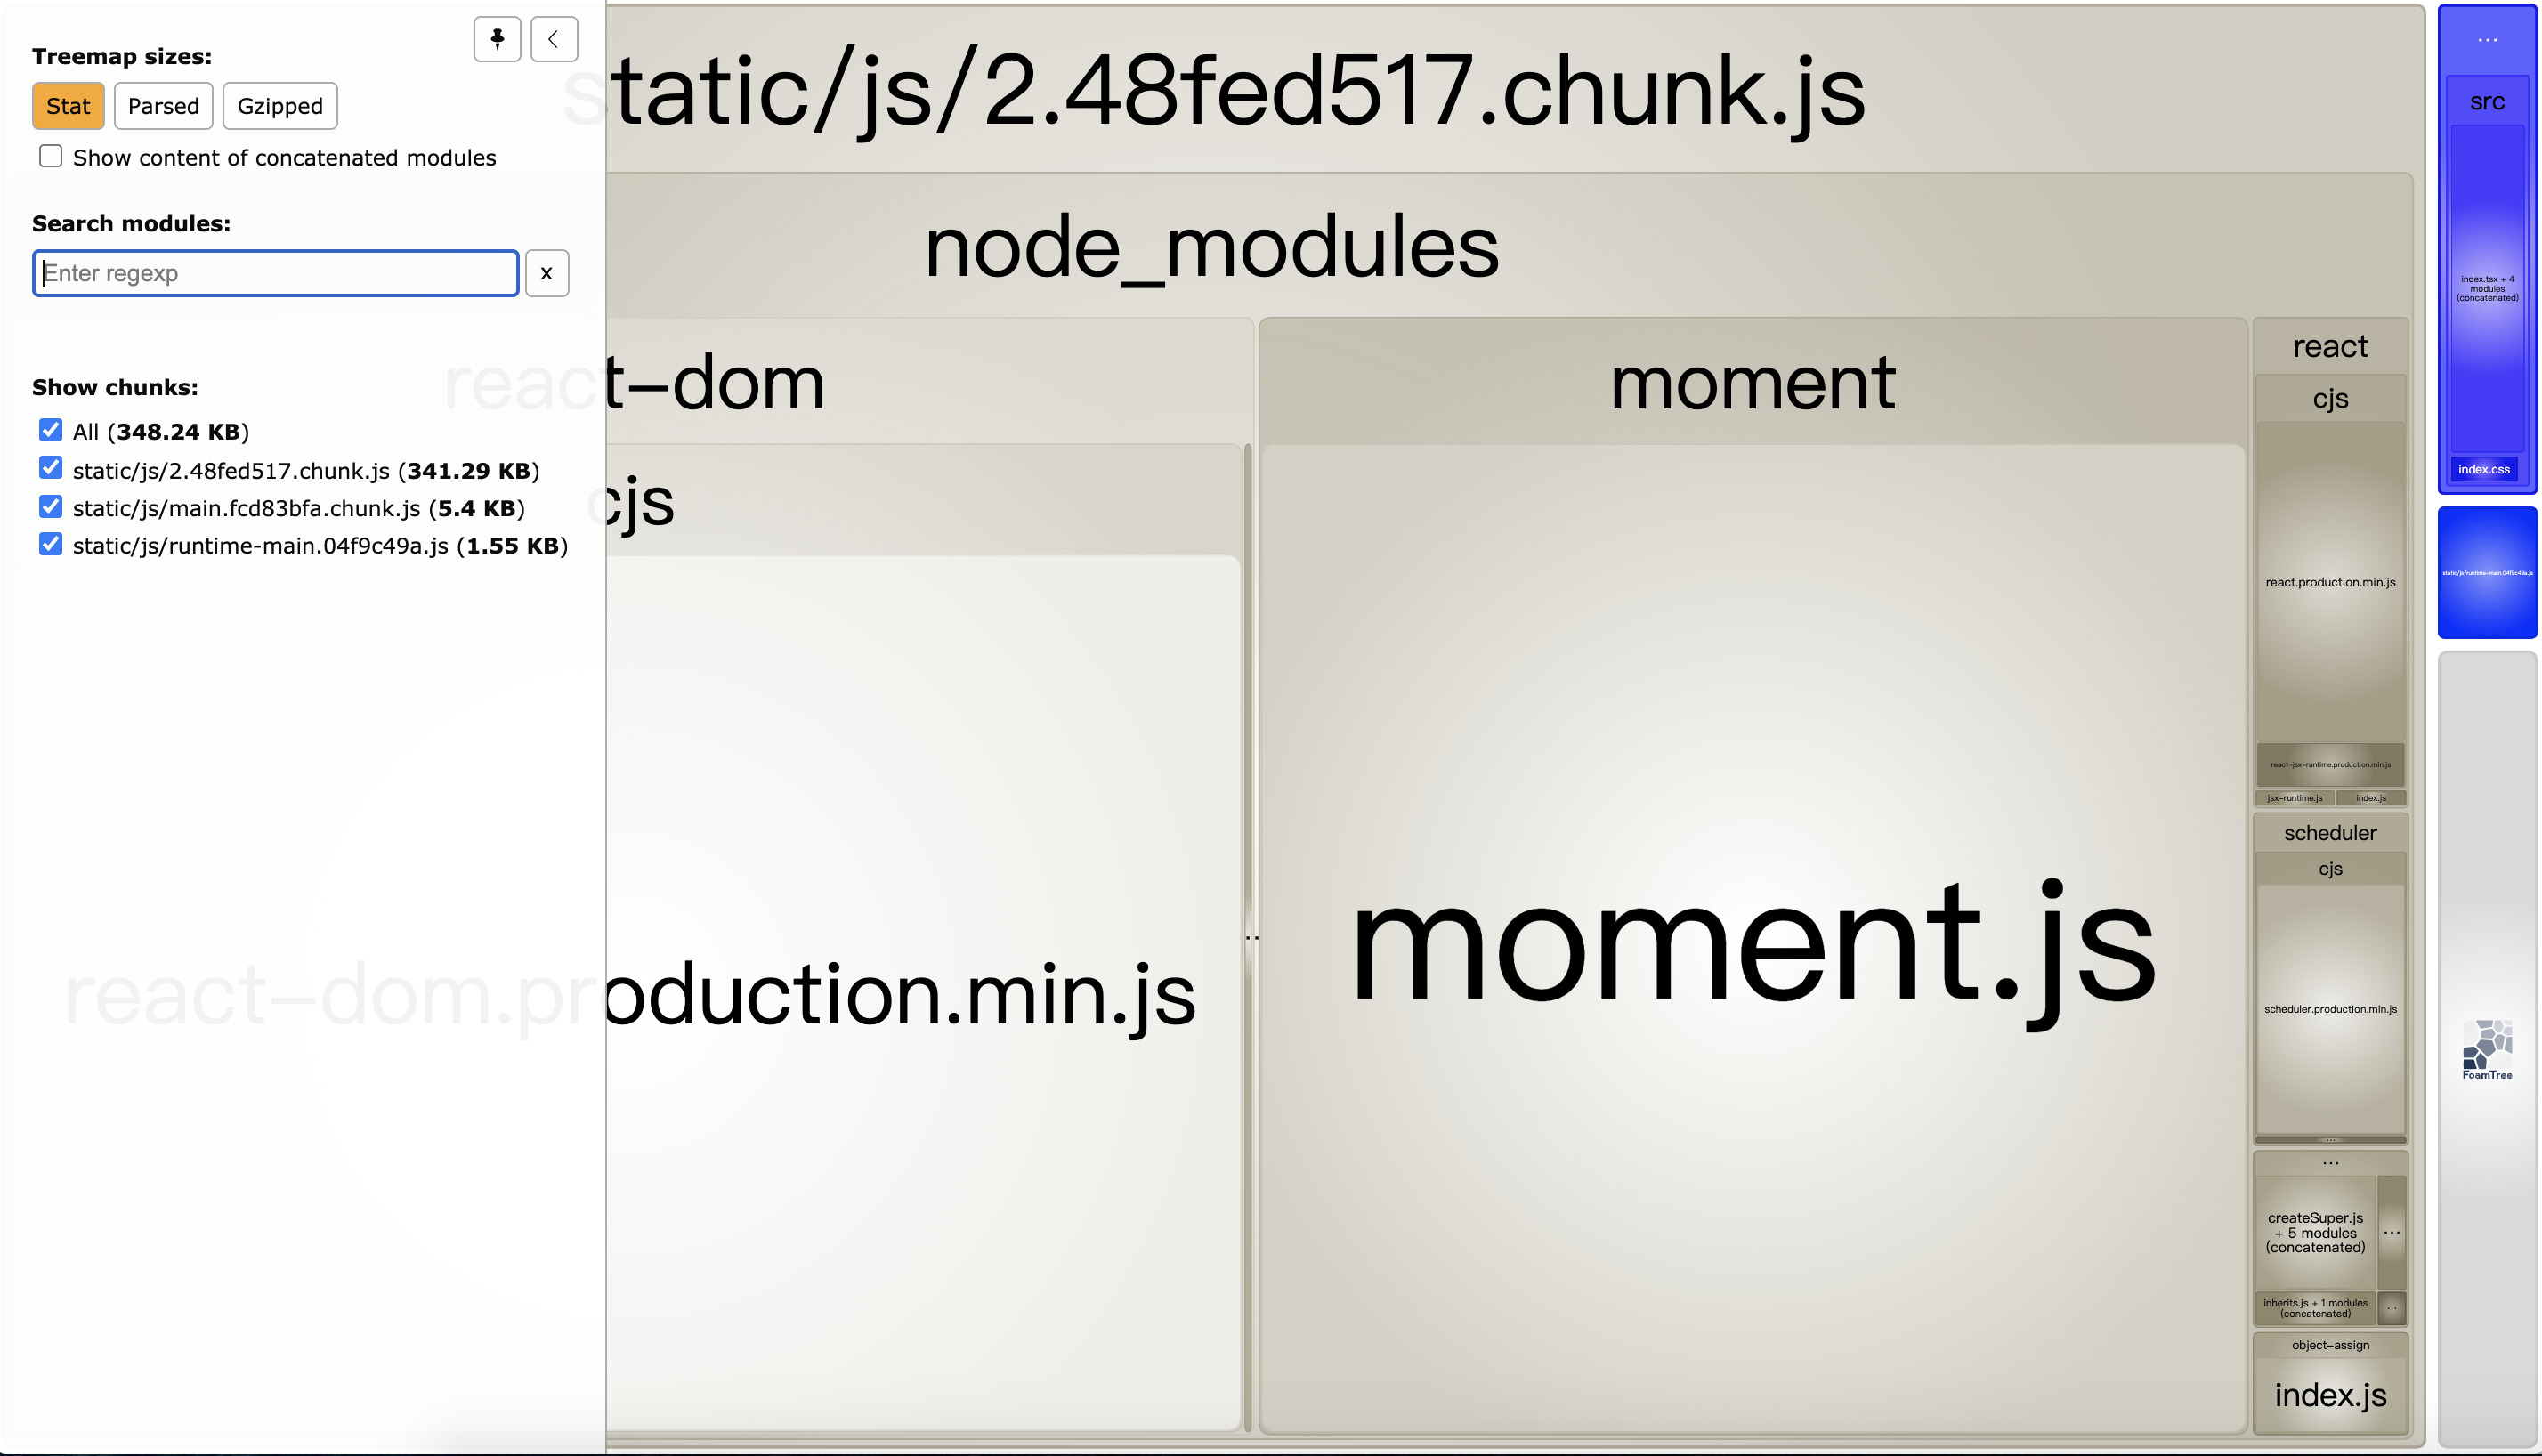 Treemap sizes:
Stat
Parsed
Gzipped
Show content of concatenated modules
Search modules:
Enter regexp
x
Show chunks:
All (348.24 KB)
static/js/2.48fed517.chunk.js (341.29 KB)
static/js/main.fcd83bfa.chunk.js (5.4 KB)
static/js/runtime-main.04f9c49a.js (1.55 KB)
static/js/2.48fed517.chunk.js
node_modules
react-dom
cjs
react-dom.production.min.js
...
moment
moment.js
react
cjs
react.production.min.js
react-jsx-runtime.production.min.js
jsx-runtime.js
index.js
scheduler
cjs
scheduler.production.min.js
...
...
createSuper.js
+ 5 modules
(concatenated)
...
inherits.js + 1 modules
(concatenated)
...
object-assign
index.js
...
src
index.tsx + 4
modules
(concatenated)
index.css
static/js/runtime-main.04f9c49a.js
FoamTree